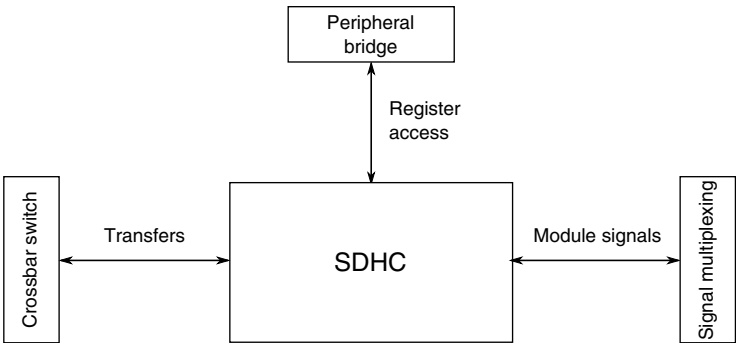 Peripheral
bridge
Register
access
Crossbar switch
Transfers
SDHC
Module signals
Signal multiplexing